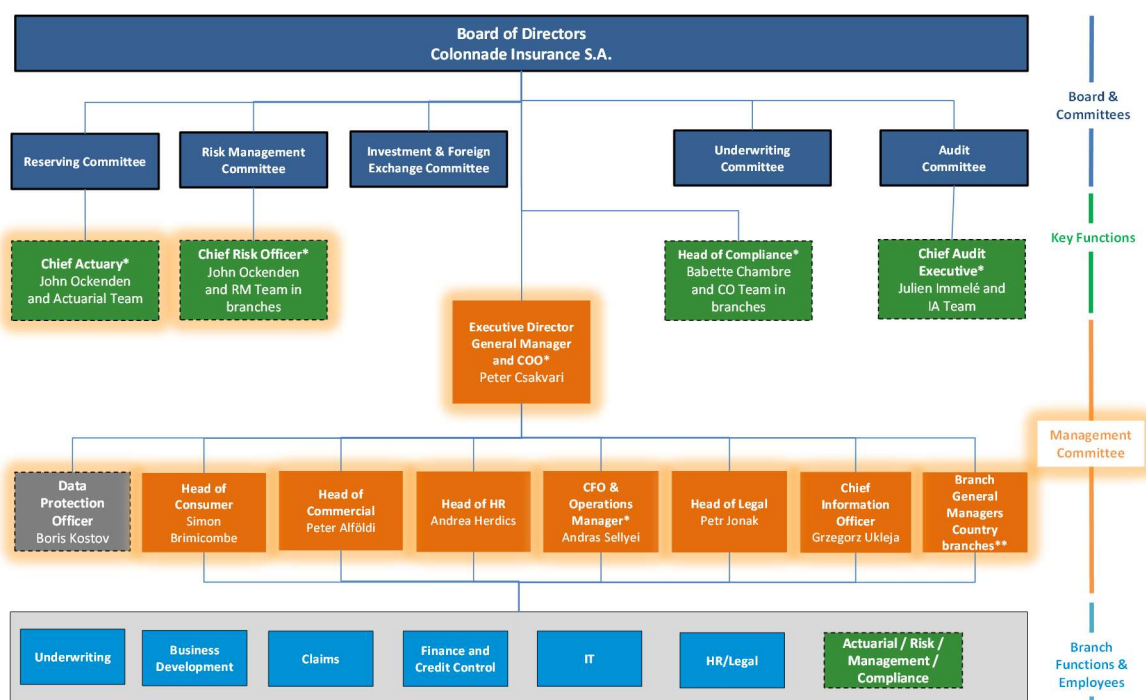 Board of Directors
Colonnade Insurance S.A.
Board &
Committees
Reserving Committee
Risk Management
Committee
Investment & Foreign
Exchange Committee
Underwriting
Committee
Audit
Committee
Key Functions
Chief Actuary*
John Ockenden
and Actuarial Team
Chief Risk Officer*
John Ockenden
and RM Team in
branches
Head of Compliance*
Babette Chambre
and CO Team in
branches
Chief Audit
Executive*
Julien Immelé and
IA Team
Executive Director
General Manager
and COO*
Peter Csakvari
Management
Committee
Data
Protection
Officer
Boris Kostov
Head of
Consumer
Simon
Brimicombe
Head of
Commercial
Peter Alföldi
Head of HR
Andrea Herdics
CFO &
Operations
Manager*
Andras Sellyei
Head of Legal
Petr Jonak
Chief
Information
Officer
Grzegorz Ukleja
Branch
General
Managers
Country
branches**
Underwriting
Business
Development
Claims
Finance and
Credit Control
IT
HR/Legal
Actuarial / Risk /
Management /
Compliance
Branch
Functions &
Employees